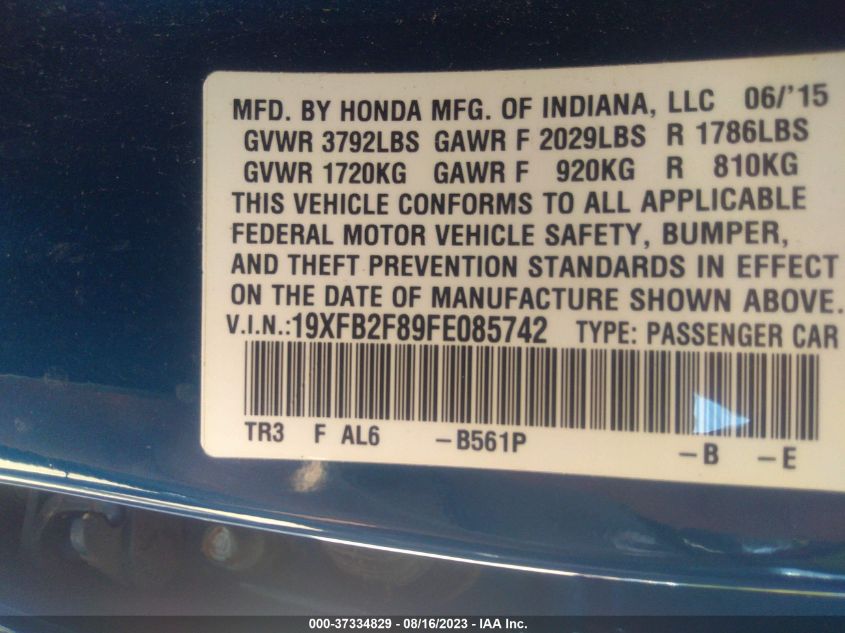 MFD. BY HONDA MFG. OF INDIANA, LLC 06/'15
GVWR 3792LBS GAWR F 2029LBS R 1786LBS
GVWR 1720KG GAWR F 920KG R 810KG
THIS VEHICLE CONFORMS TO ALL APPLICABLE
FEDERAL MOTOR VEHICLE SAFETY, BUMPER,
AND THEFT PREVENTION STANDARDS IN EFFECT
ON THE DATE OF MANUFACTURE SHOWN ABOVE.
V.I.N.:19XFB2F89FE085742 TYPE: PASSENGER CAR
TR3 F AL6 -B561P -B -E
000-37334829 - 08/16/2023 - IAA Inc.